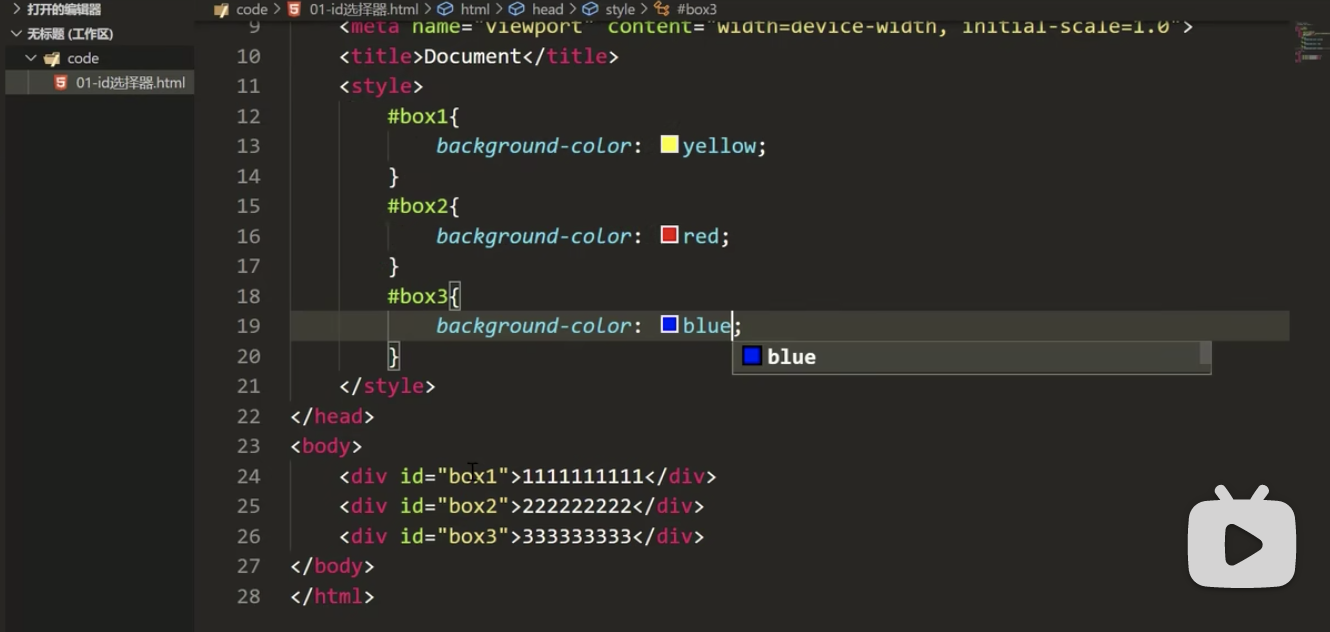 打开的编辑器
无标题 (工作区)
code
01-id选择器.html
code > 01-id选择器.html > html > head > style > #box3
9 <meta name="viewport" content="width=device-width, initial-scale=1.0">
10 <title>Document</title>
11 <style>
12 #box1{
13 background-color: yellow;
14 }
15 #box2{
16 background-color: red;
17 }
18 #box3{
19 background-color: blue;
blue
20 }
21 </style>
22 </head>
23 <body>
24 <div id="box1">1111111111</div>
25 <div id="box2">222222222</div>
26 <div id="box3">333333333</div>
27 </body>
28 </html>